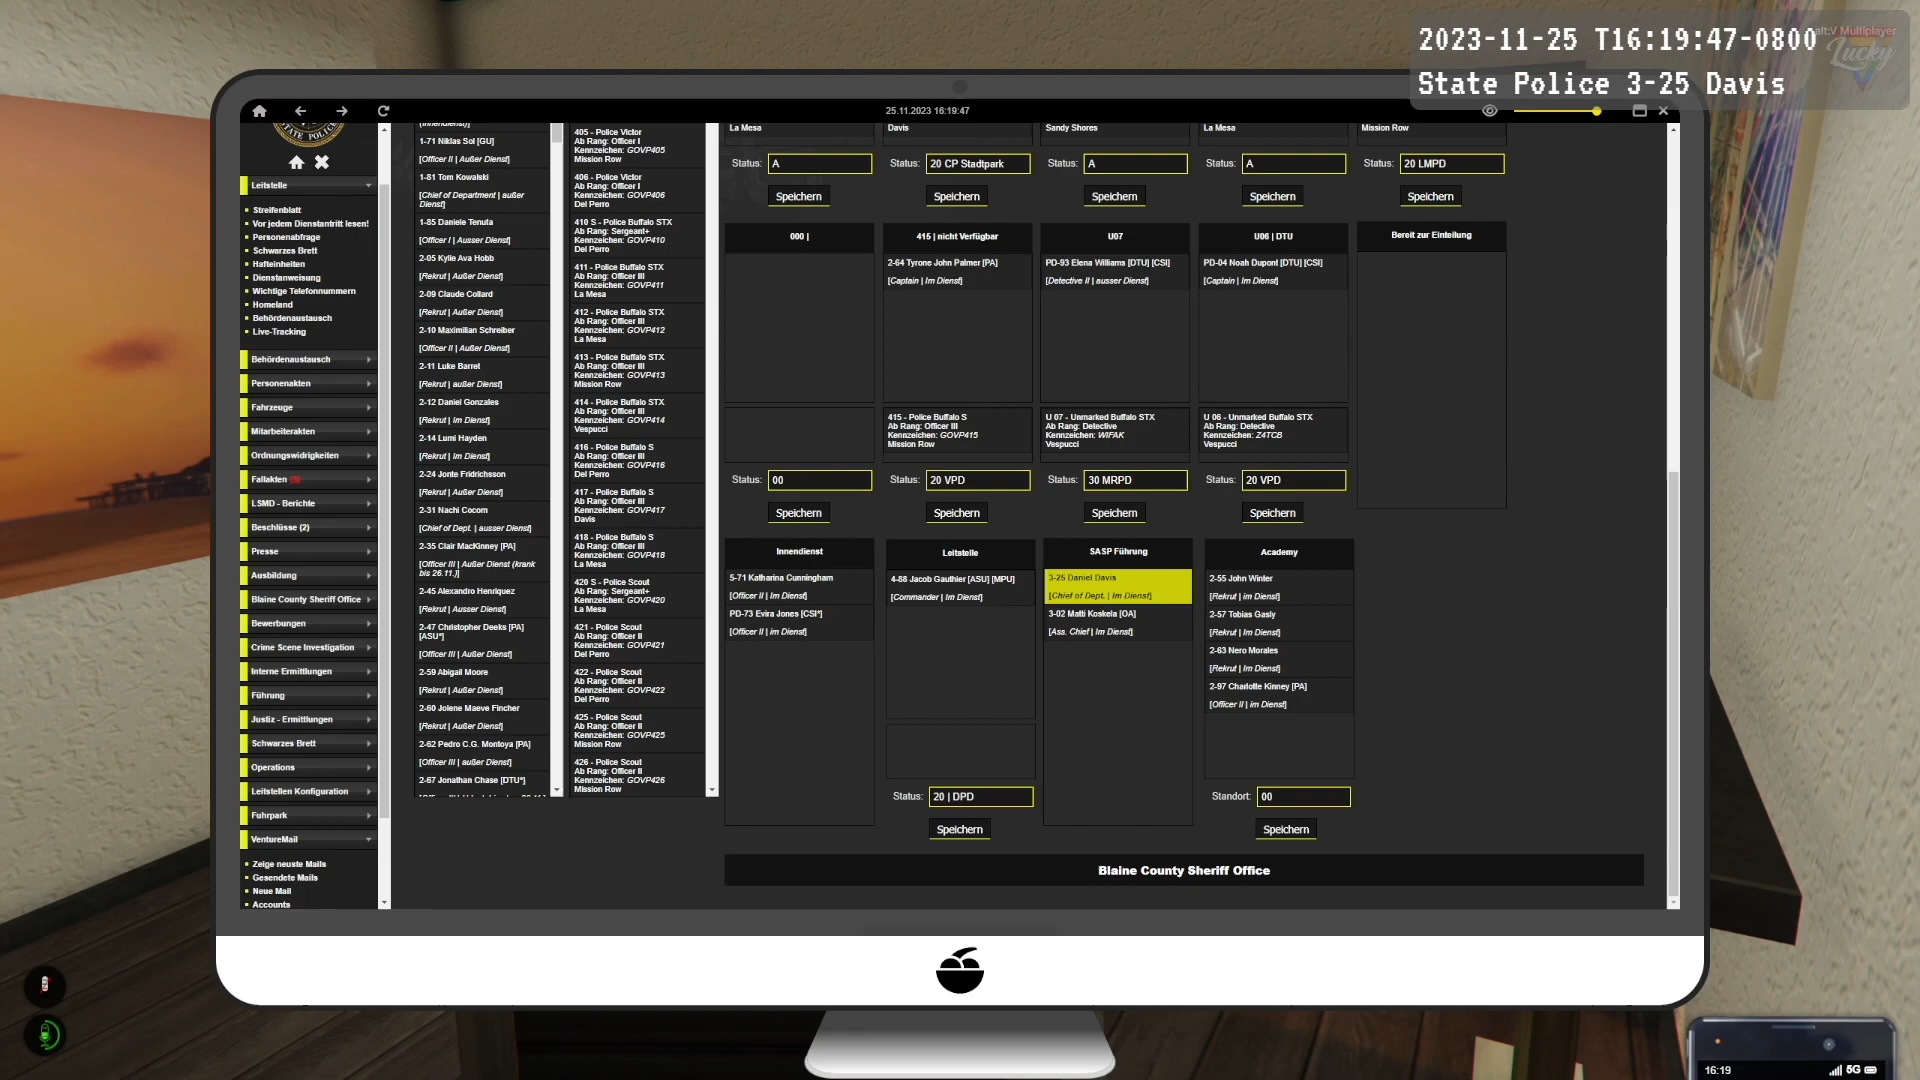 2023-11-25 T16:19:47-0800
State Police 3-25 Davis
alt:V Multiplayer
Lucky
25.11.2023 16:19:47
STATE POLICE
Leitstelle
Streifenblatt
Vor jedem Dienstantritt lesen!
Personenabfrage
Schwarzes Brett
Hafteinheiten
Dienstanweisung
Wichtige Telefonnummern
Homeland
Behördenaustausch
Live-Tracking
Behördenaustausch
Personenakten
Fahrzeuge
Mitarbeiterakten
Ordnungswidrigkeiten
Fallakten
LSMD - Berichte
Beschlüsse (2)
Presse
Ausbildung
Blaine County Sheriff Office
Bewerbungen
Crime Scene Investigation
Interne Ermittlungen
Führung
Justiz - Ermittlungen
Schwarzes Brett
Operations
Leitstellen Konfiguration
Fuhrpark
VentureMail
Zeige neuste Mails
Gesendete Mails
Neue Mail
Accounts
1-71 Niklas Sol [GU]
[Officer II | Außer Dienst]
1-81 Tom Kowalski
[Chief of Department | außer
Dienst]
1-85 Daniele Tenuta
[Officer I | Ausser Dienst]
2-05 Kylie Ava Hobb
[Rekrut | Außer Dienst]
2-09 Claude Collard
[Rekrut | Außer Dienst]
2-10 Maximilian Schreiber
[Officer II | Außer Dienst]
2-11 Luke Barrel
[Rekrut | außer Dienst]
2-12 Daniel Gonzales
[Rekrut | Im Dienst]
2-14 Lumi Hayden
[Rekrut | Im Dienst]
2-24 Jonte Fridrichsson
[Rekrut | Außer Dienst]
2-31 Nachi Cocom
[Chief of Dept. | ausser Dienst]
2-35 Clair MacKinney [PA]
[Officer III | Außer Dienst (krank
bis 26.11.)]
2-45 Alexandro Henriquez
[Rekrut | Ausser Dienst]
2-47 Christopher Deeks [PA]
[ASU*]
[Officer III | Außer Dienst]
2-59 Abigail Moore
[Rekrut | Außer Dienst]
2-60 Jolene Maeve Fincher
[Rekrut | Außer Dienst]
2-62 Pedro C.G. Montoya [PA]
[Officer III | außer Dienst]
2-67 Jonathan Chase [DTU*]
405 - Police Victor
Ab Rang: Officer I
Kennzeichen: GOVP405
Mission Row
406 - Police Victor
Ab Rang: Officer I
Kennzeichen: GOVP406
Del Perro
410 S - Police Buffalo STX
Ab Rang: Sergeant+
Kennzeichen: GOVP410
Del Perro
411 - Police Buffalo STX
Ab Rang: Officer III
Kennzeichen: GOVP411
La Mesa
412 - Police Buffalo STX
Ab Rang: Officer III
Kennzeichen: GOVP412
La Mesa
413 - Police Buffalo STX
Ab Rang: Officer III
Kennzeichen: GOVP413
Mission Row
414 - Police Buffalo STX
Ab Rang: Officer III
Kennzeichen: GOVP414
Vespucci
416 - Police Buffalo S
Ab Rang: Officer III
Kennzeichen: GOVP416
Del Perro
417 - Police Buffalo S
Ab Rang: Officer III
Kennzeichen: GOVP417
Davis
418 - Police Buffalo S
Ab Rang: Officer III
Kennzeichen: GOVP418
La Mesa
420 S - Police Scout
Ab Rang: Sergeant+
Kennzeichen: GOVP420
La Mesa
421 - Police Scout
Ab Rang: Officer II
Kennzeichen: GOVP421
Del Perro
422 - Police Scout
Ab Rang: Officer II
Kennzeichen: GOVP422
Del Perro
425 - Police Scout
Ab Rang: Officer II
Kennzeichen: GOVP425
Mission Row
426 - Police Scout
Ab Rang: Officer II
Kennzeichen: GOVP426
Mission Row
La Mesa
Davis
Sandy Shores
La Mesa
Mission Row
Status: A
Status: 20 CP Stadtpark
Status: A
Status: A
Status: 20 LMPD
Speichern
Speichern
Speichern
Speichern
Speichern
000 |
415 | nicht Verfügbar
2-64 Tyrone John Palmer [PA]
[Captain | Im Dienst]
U07
PD-93 Elena Williams [DTU] [CSI]
[Detective II | ausser Dienst]
U06 | DTU
PD-04 Noah Dupont [DTU] [CSI]
[Captain | Im Dienst]
Bereit zur Einteilung
415 - Police Buffalo S
Ab Rang: Officer III
Kennzeichen: GOVP415
Mission Row
U 07 - Unmarked Buffalo STX
Ab Rang: Detective
Kennzeichen: WIFAK
Vespucci
U 06 - Unmarked Buffalo STX
Ab Rang: Detective
Kennzeichen: Z4TCB
Vespucci
Status: 00
Status: 20 VPD
Status: 30 MRPD
Status: 20 VPD
Speichern
Speichern
Speichern
Speichern
Innendienst
5-71 Katharina Cunningham
[Officer II | Im Dienst]
PD-73 Evira Jones [CSI*]
[Officer II | im Dienst]
Leitstelle
4-88 Jacob Gauthier [ASU] [MPU]
[Commander | Im Dienst]
SASP Führung
3-25 Daniel Davis
[Chief of Dept. | Im Dienst]
3-02 Matti Koskela [OA]
[Ass. Chief | Im Dienst]
Academy
2-55 John Winter
[Rekrut | Im Dienst]
2-57 Tobias Gasly
[Rekrut | Im Dienst]
2-63 Nero Morales
[Rekrut | Im Dienst]
2-97 Charlotte Kinney [PA]
[Officer II | im Dienst]
Status: 20 | DPD
Standort: 00
Speichern
Speichern
Blaine County Sheriff Office
16:19
5G